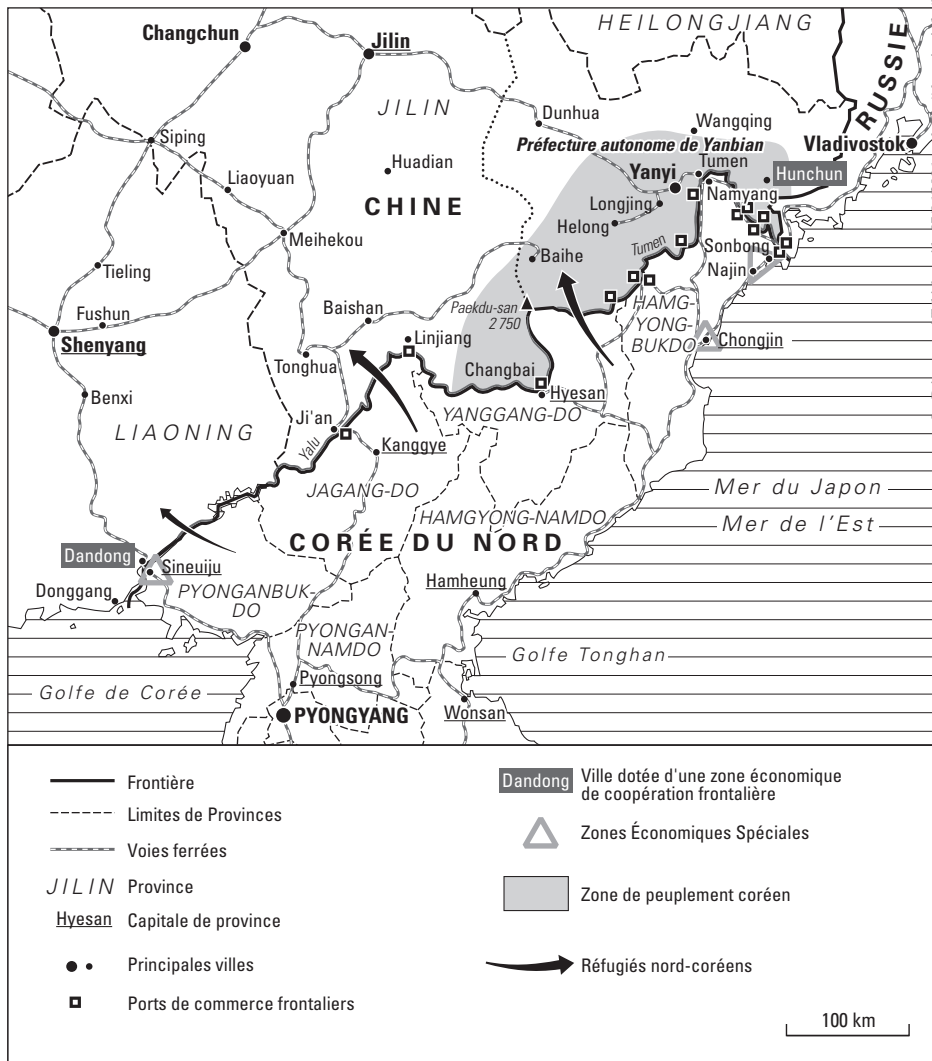 HEILONGJIANG
Changchun
Jilin
RUSSIE
JILIN
Dunhua
Wangqing
Siping
Préfecture autonome de Yanbian
Vladivostok
Huadian
Tumen
Hunchun
Liaoyuan
Yanyi
Namyang
CHINE
Longjing
Helong
Meihekou
Tumen
Sonbong
Baihe
Najin
Tieling
Baishan
Paekdu-san
2 750
HAMG-
YONG-
BUKDO
Fushun
Linjiang
Shenyang
Chongjin
Tonghua
Changbai
Hyesan
Benxi
YANGGANG-DO
Ji'an
LIAONING
Yalu
Kanggye
JAGANG-DO
Mer du Japon
HAMGYONG-NAMDO
Mer de l'Est
CORÉE DU NORD
Dandong
Sineuiju
Hamheung
Donggang
PYONGANBUK-
DO
PYONGAN-
NAMDO
Golfe Tonghan
Golfe de Corée
Pyongsong
Wonsan
PYONGYANG
Frontière
Limites de Provinces
Voies ferrées
JILIN Province
Hyesan Capitale de province
Principales villes
Ports de commerce frontaliers
Dandong Ville dotée d'une zone économique
de coopération frontalière
Zones Économiques Spéciales
Zone de peuplement coréen
Réfugiés nord-coréens
100 km